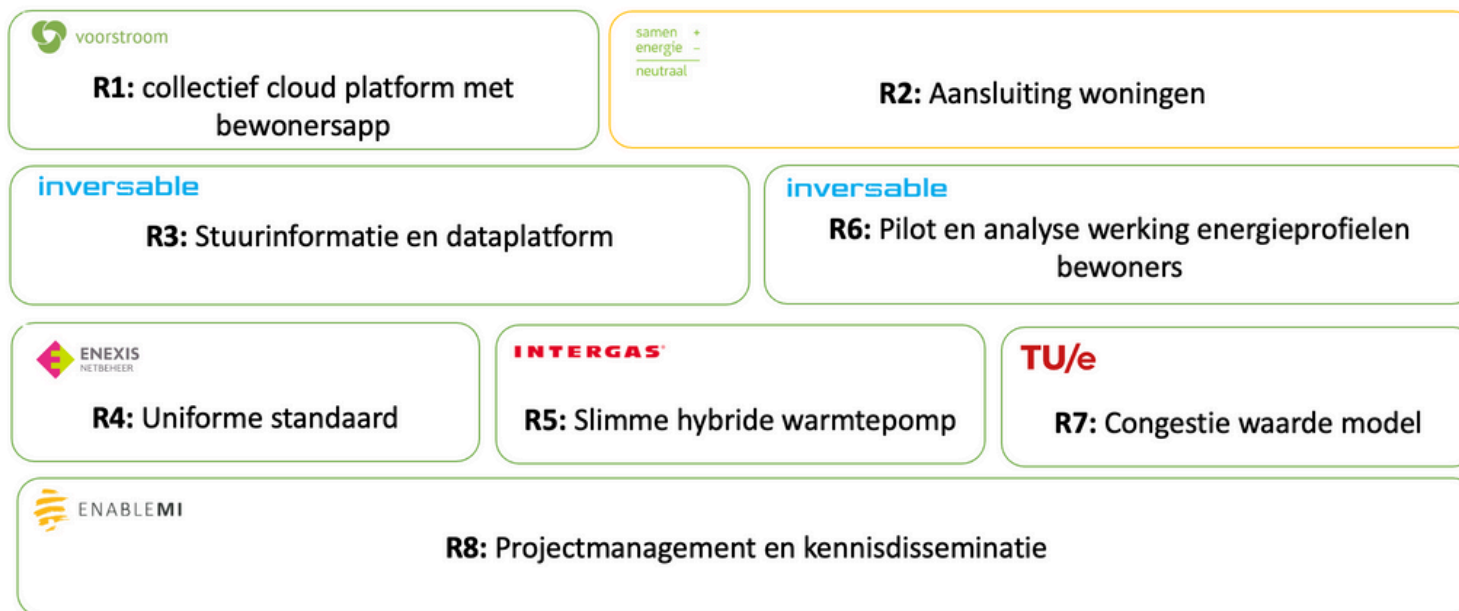 voorstroom
R1: collectief cloud platform met
bewonersapp
samen +
energie –
neutraal
R2: Aansluiting woningen
inversable
R3: Stuurinformatie en dataplatform
inversable
R6: Pilot en analyse werking energieprofielen
bewoners
ENEXIS
NETBEHEER
R4: Uniforme standaard
INTERGAS
R5: Slimme hybride warmtepomp
TU/e
R7: Congestie waarde model
ENABLEMI
R8: Projectmanagement en kennisdisseminatie